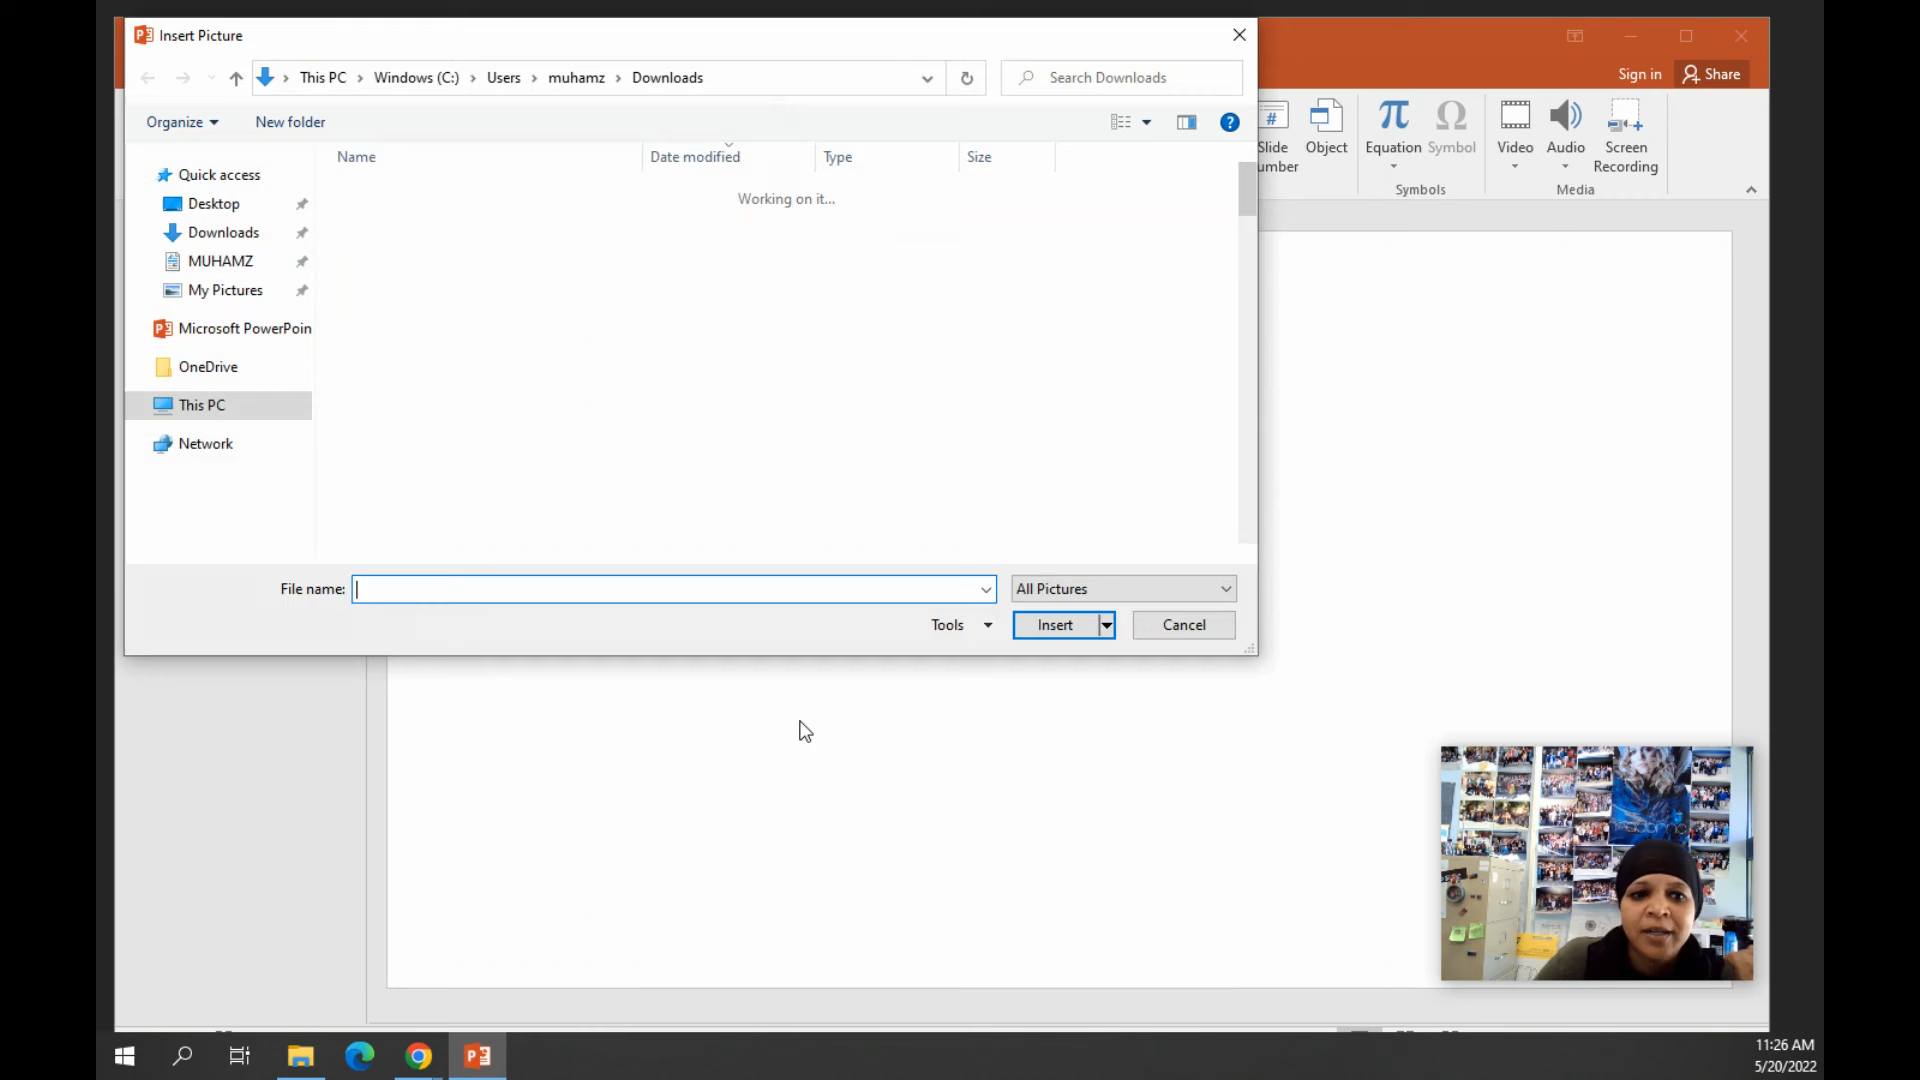 Insert Picture
This PC > Windows (C:) > Users > muhamz > Downloads
Search Downloads
Sign in
Share
Organize
New folder
Slide
umber
Object
Equation
Symbol
Video
Audio
Screen
Recording
Symbols
Media
Name
Date modified
Type
Size
Working on it...
Quick access
Desktop
Downloads
MUHAMZ
My Pictures
Microsoft PowerPoin
OneDrive
This PC
Network
File name:
All Pictures
Tools
Insert
Cancel
11:26 AM
5/20/2022